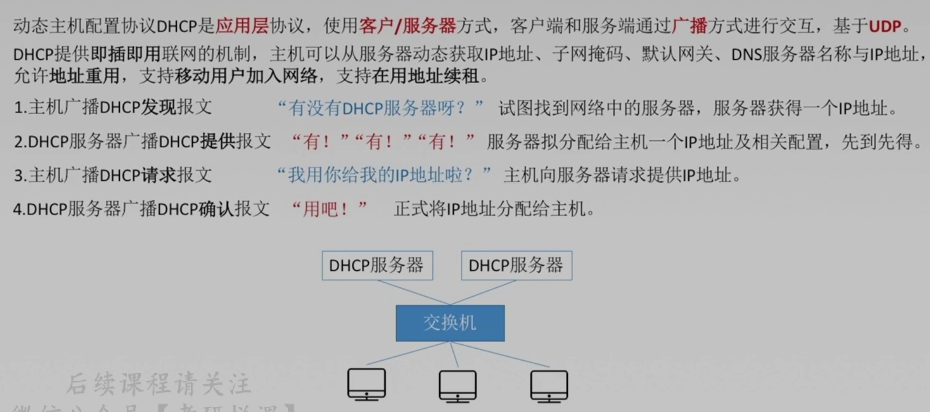 动态主机配置协议DHCP是应用层协议，使用客户/服务器方式，客户端和服务端通过广播方式进行交互，基于UDP。
DHCP提供即插即用联网的机制，主机可以从服务器动态获取IP地址、子网掩码、默认网关、DNS服务器名称与IP地址，
允许地址重用，支持移动用户加入网络，支持在用地址续租。
1.主机广播DHCP发现报文 “有没有DHCP服务器呀？” 试图找到网络中的服务器，服务器获得一个IP地址。
2.DHCP服务器广播DHCP提供报文 “有！”“有！”“有！” 服务器拟分配给主机一个IP地址及相关配置，先到先得。
3.主机广播DHCP请求报文 “我用你给我的IP地址啦？” 主机向服务器请求提供IP地址。
4.DHCP服务器广播DHCP确认报文 “用吧！” 正式将IP地址分配给主机。
DHCP服务器 DHCP服务器
交换机
后续课程请关注